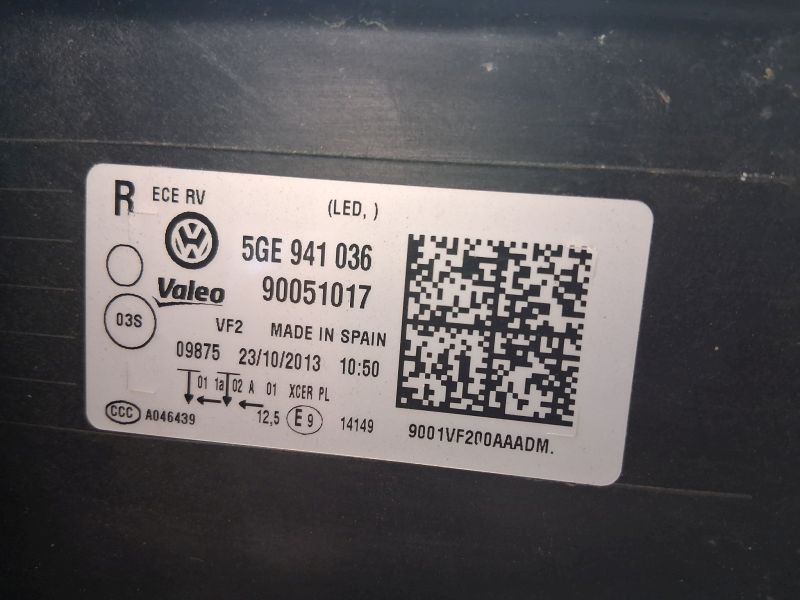 R ECE RV (LED, )
5GE 941 036
Valeo 90051017
03S
VF2 MADE IN SPAIN
09875 23/10/2013 10:50
01 1a 02 A 01 XCER PL
CCC A046439 12,5 E9 14149
9001VF200AAADM.